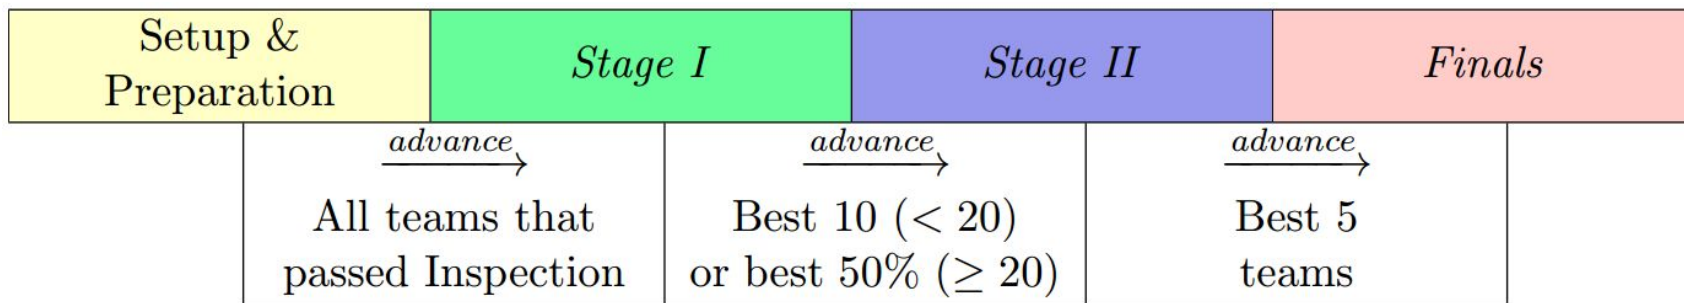 Setup &
Preparation
Stage I
Stage II
Finals
advance
All teams that
passed Inspection
advance
Best 10 (< 20)
or best 50% (≥ 20)
advance
Best 5
teams